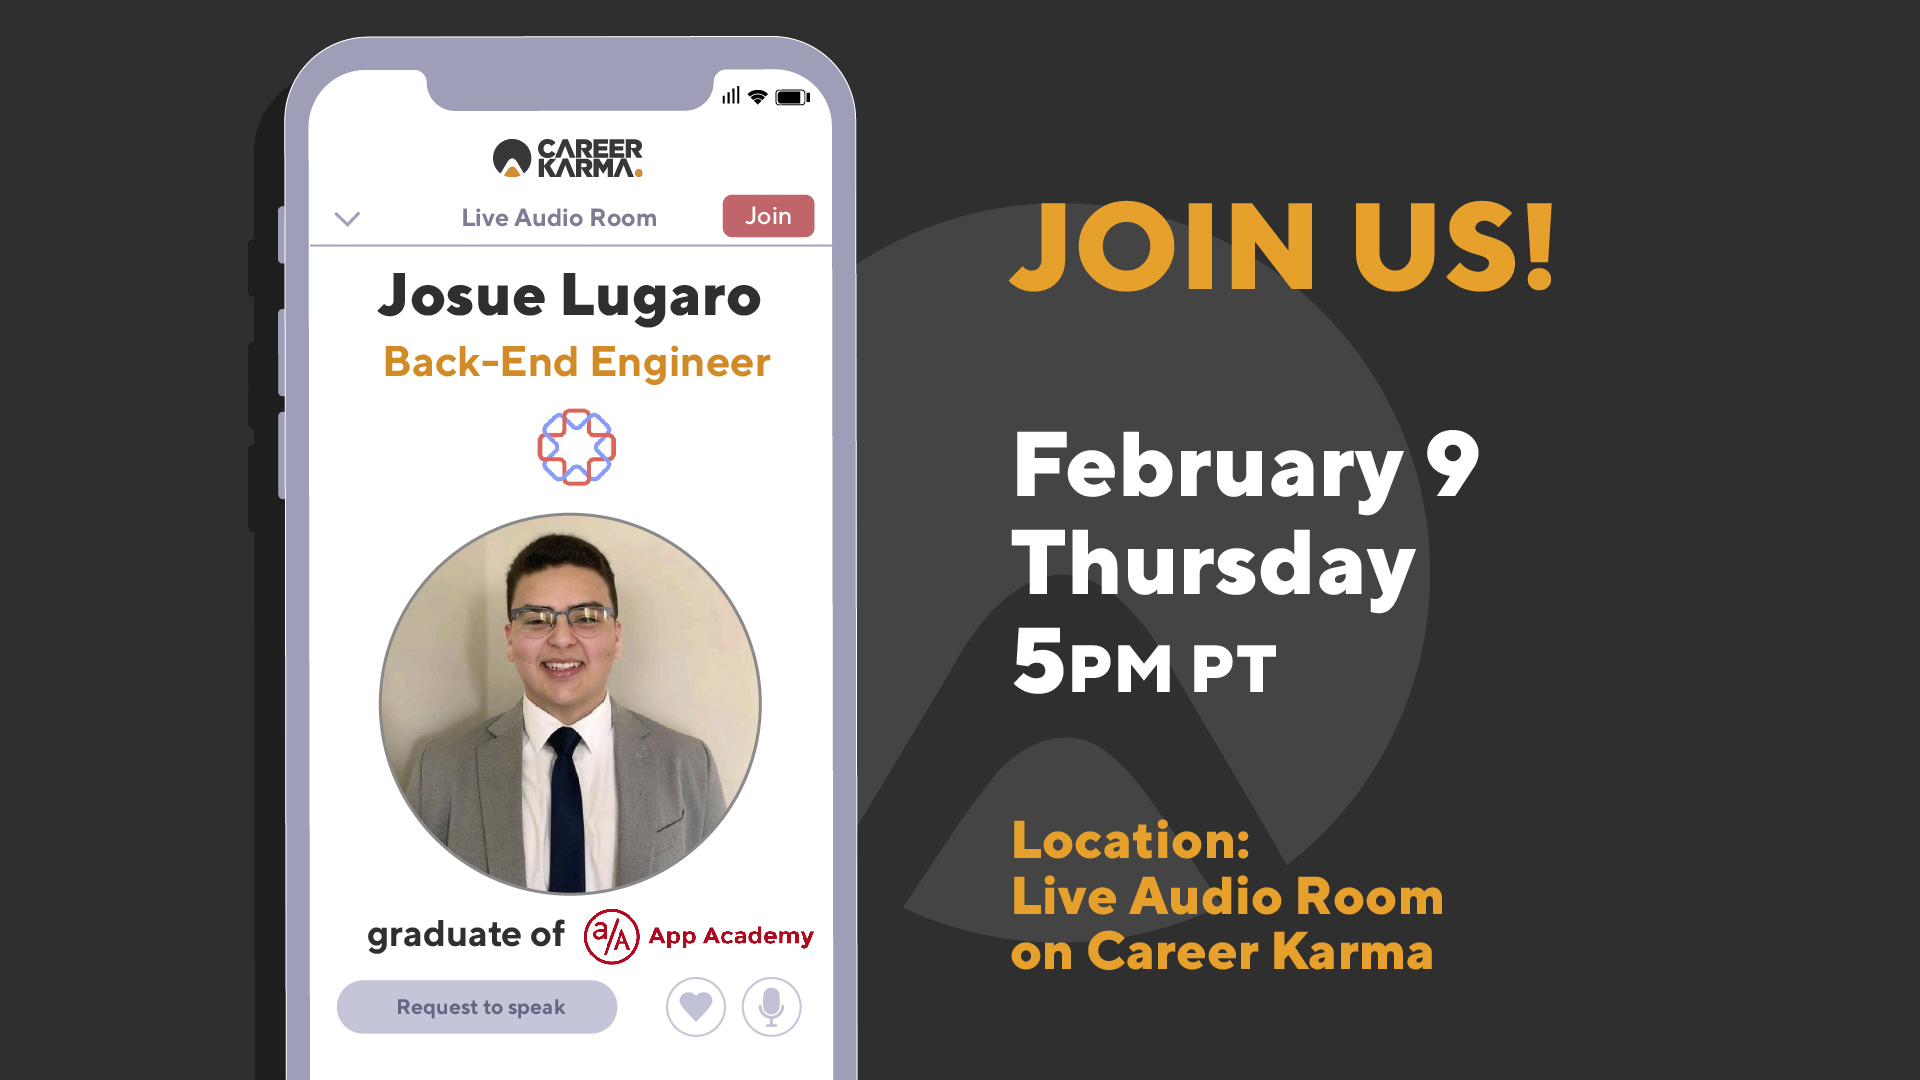 CAREER
KARMA.
Live Audio Room
Join
Josue Lugaro
Back-End Engineer
graduate of
a/A App Academy
Request to speak
JOIN US!
February 9
Thursday
5PM PT
Location:
Live Audio Room
on Career Karma